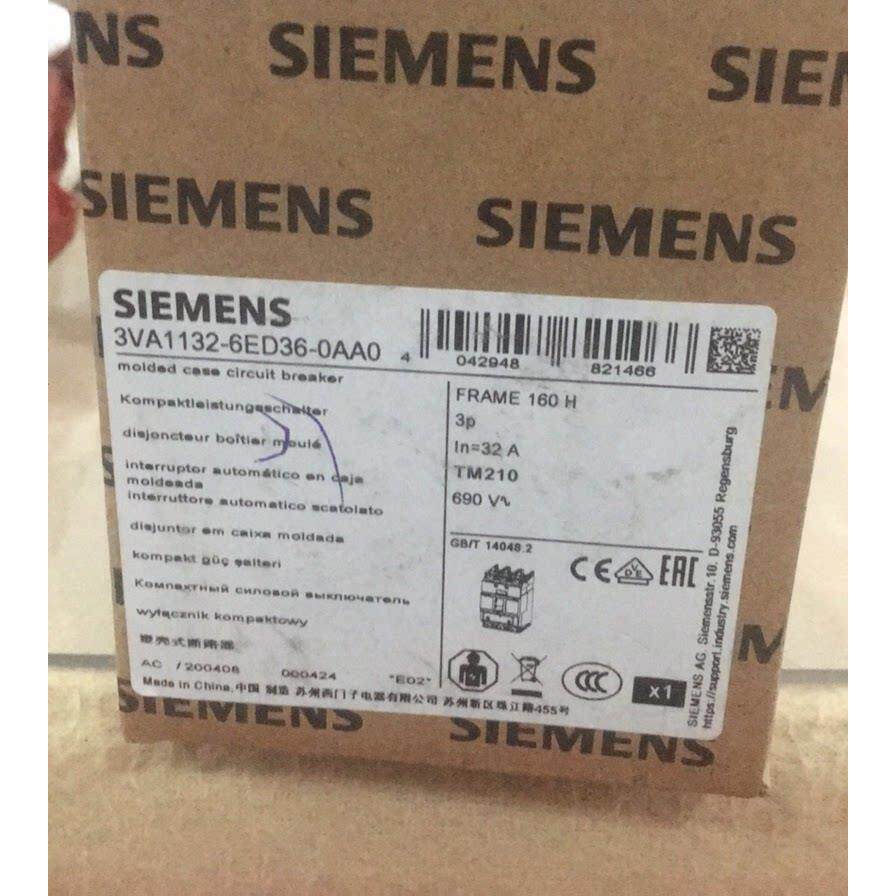 NS SIEMENS SIE
SIEMENS SIEMENS
SIEMENS
3VA1132-6ED36-0AA0
4 042948 821466
molded case circuit breaker
Kompaktleistungsschalter
disjoncteur boîtier moulé
interruptor automático en caja
moldeada
interruttore automatico scatolato
disjuntor em caixa moldada
kompakt güç şalteri
Компактный силовой выключатель
wyłącznik kompaktowy
塑壳式断路器
AC /200408 000424 "E02"
Made in China.中国 制造 苏州西门子电器有限公司 苏州新区珠江路455号
FRAME 160 H
3p
In=32 A
TM210
690 V
GB/T 14048.2
CE VDE EAC
CCC
x1
SIEMENS AG. Siemensstr.10. D-93055 Regensburg
https://support.industry.siemens.com
EM
M
SIEMENS SIEMENS